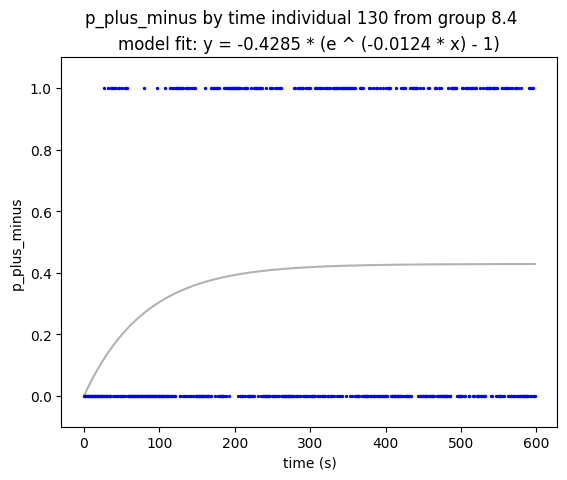 p_plus_minus by time individual 130 from group 8.4
model fit: y = -0.4285 * (e ^ (-0.0124 * x) - 1)
1.0
0.8
0.6
0.4
0.2
0.0
p_plus_minus
0 100 200 300 400 500 600
time (s)